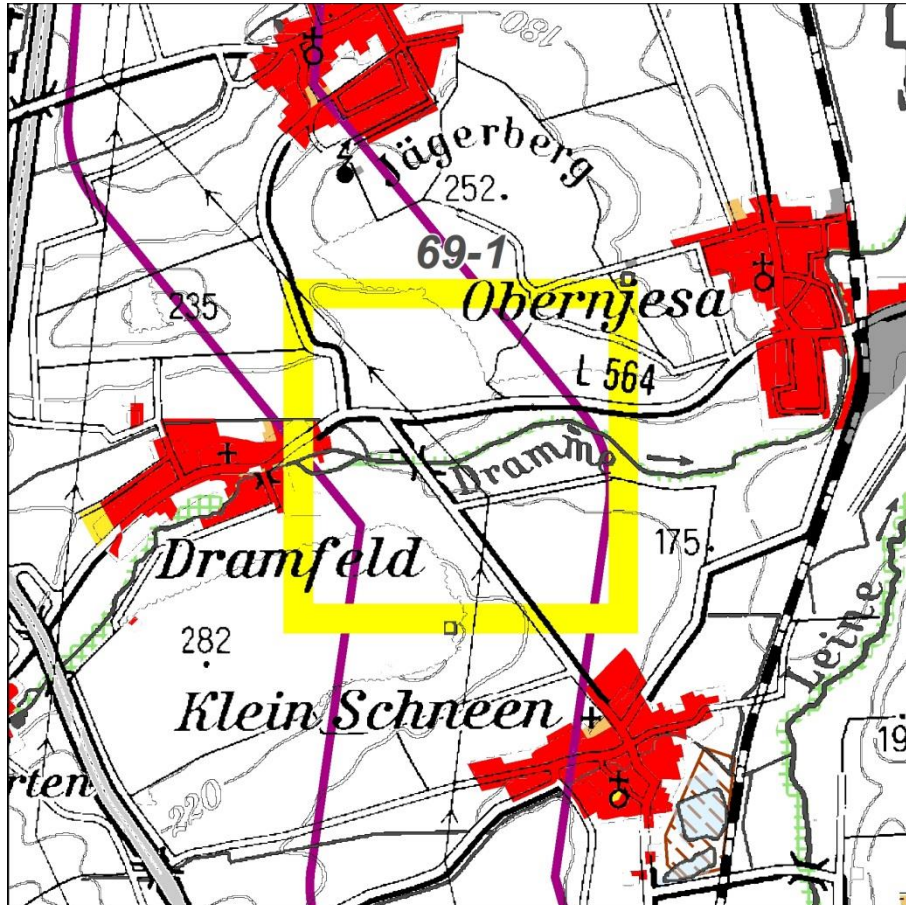 180
Jägerberg
252.
69-1
Obernjesa
235
L 564
Dramme
Dramfeld
175.
282
Leine
Klein Schneen
19
rten
220